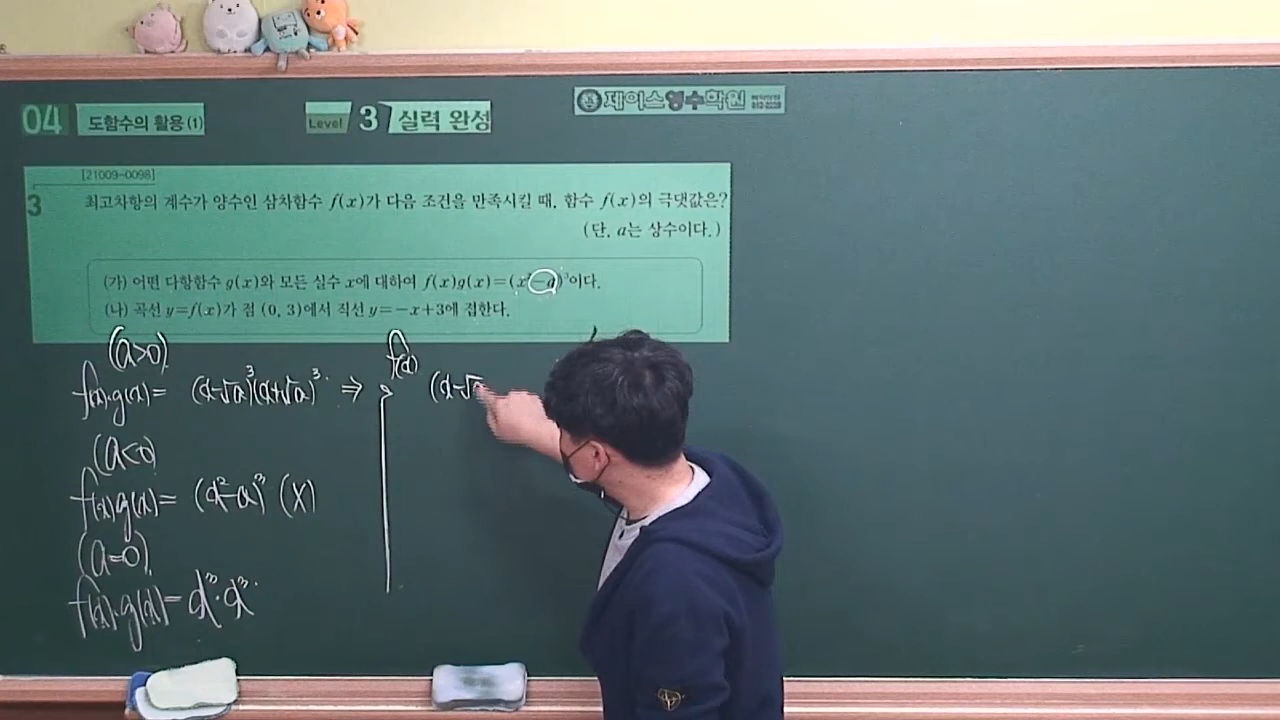 04 도함수의 활용 (1)
Level 3 실력 완성
제이스영수학원
[21009-0098]
3 최고차항의 계수가 양수인 삼차함수 f(x)가 다음 조건을 만족시킬 때, 함수 f(x)의 극댓값은?
(단, a는 상수이다.)
(가) 어떤 다항함수 g(x)와 모든 실수 x에 대하여 f(x)g(x)=(x²-a)³이다.
(나) 곡선 y=f(x)가 점 (0, 3)에서 직선 y=-x+3에 접한다.
(a>0).
f(x)·g(x)= (x-√a)³(x+√a)³. ⇒
f(x)
(x-√a
(a<0)
f(x)g(x)= (x²-a)³ (X)
(a=0).
f(x)·g(x)=x³·x³.